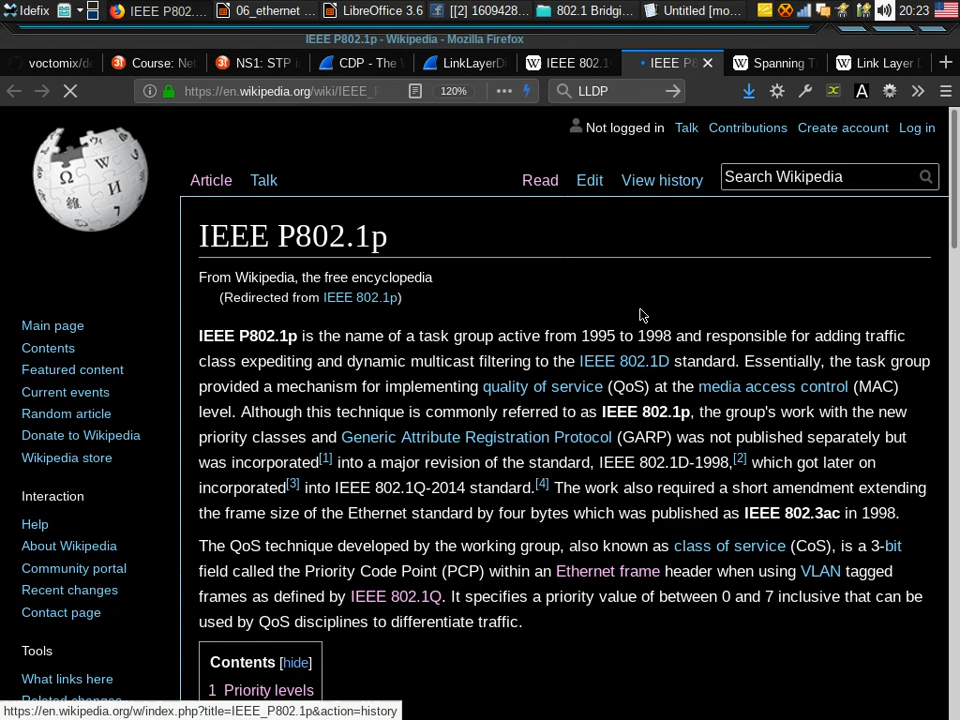 Idefix
IEEE P802....
06_ethernet ...
LibreOffice 3.6
[[2] 1609428...
802.1 Bridgi...
Untitled [mo...
20:23
IEEE P802.1p - Wikipedia - Mozilla Firefox
voctomix/de
Course: Net
NS1: STP i
CDP - The W
LinkLayerDi
IEEE 802.1
IEEE P8
Spanning T
Link Layer D
https://en.wikipedia.org/wiki/IEEE_P
120%
LLDP
Not logged in Talk Contributions Create account Log in
Article Talk Read Edit View history Search Wikipedia
IEEE P802.1p
From Wikipedia, the free encyclopedia
(Redirected from IEEE 802.1p)
IEEE P802.1p is the name of a task group active from 1995 to 1998 and responsible for adding traffic
class expediting and dynamic multicast filtering to the IEEE 802.1D standard. Essentially, the task group
provided a mechanism for implementing quality of service (QoS) at the media access control (MAC)
level. Although this technique is commonly referred to as IEEE 802.1p, the group's work with the new
priority classes and Generic Attribute Registration Protocol (GARP) was not published separately but
was incorporated[1] into a major revision of the standard, IEEE 802.1D-1998,[2] which got later on
incorporated[3] into IEEE 802.1Q-2014 standard.[4] The work also required a short amendment extending
the frame size of the Ethernet standard by four bytes which was published as IEEE 802.3ac in 1998.
The QoS technique developed by the working group, also known as class of service (CoS), is a 3-bit
field called the Priority Code Point (PCP) within an Ethernet frame header when using VLAN tagged
frames as defined by IEEE 802.1Q. It specifies a priority value of between 0 and 7 inclusive that can be
used by QoS disciplines to differentiate traffic.
Contents [hide]
1 Priority levels
Main page
Contents
Featured content
Current events
Random article
Donate to Wikipedia
Wikipedia store
Interaction
Help
About Wikipedia
Community portal
Recent changes
Contact page
Tools
What links here
Related changes
https://en.wikipedia.org/w/index.php?title=IEEE_P802.1p&action=history